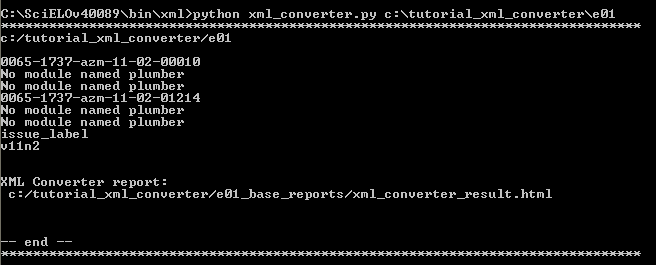 C:\SciELOv40089\bin\xml>python xml_converter.py c:\tutorial_xml_converter\e01
********************************************************************************
c:/tutorial_xml_converter/e01
0065-1737-azm-11-02-00010
No module named plumber
No module named plumber
0065-1737-azm-11-02-01214
No module named plumber
No module named plumber
issue_label
v11n2
XML Converter report:
c:/tutorial_xml_converter/e01_base_reports/xml_converter_result.html
-- end --
********************************************************************************